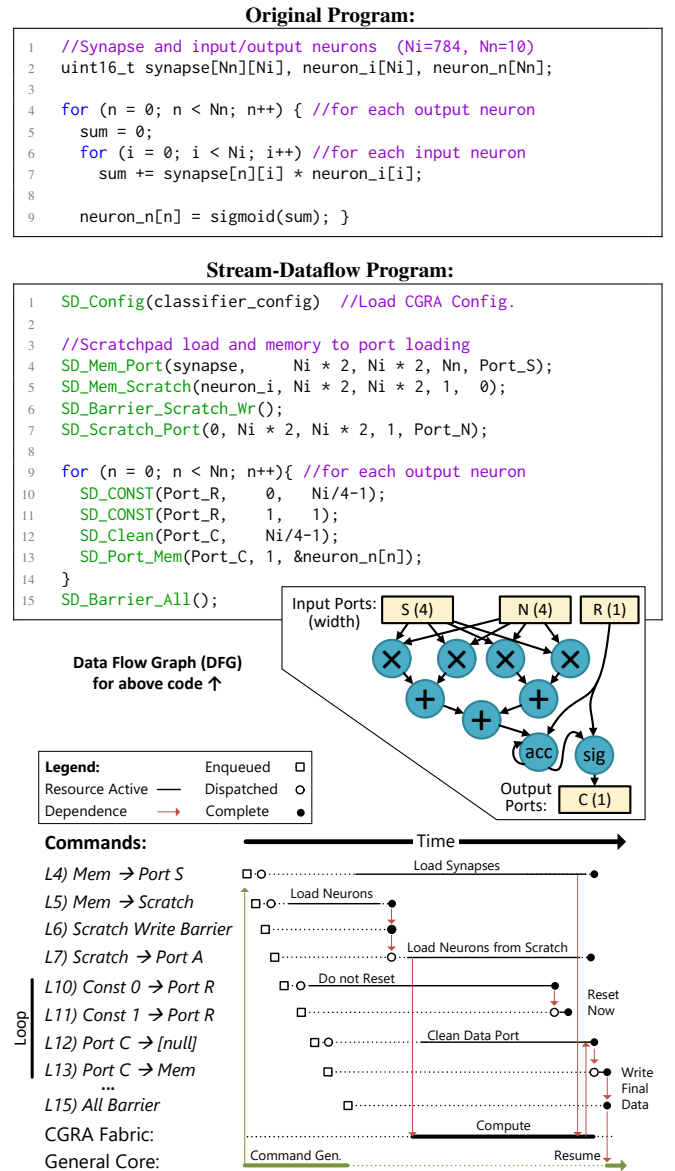 Original Program:
1 //Synapse and input/output neurons (Ni=784, Nn=10)
2 uint16_t synapse[Nn][Ni], neuron_i[Ni], neuron_n[Nn];
3
4 for (n = 0; n < Nn; n++) { //for each output neuron
5 sum = 0;
6 for (i = 0; i < Ni; i++) //for each input neuron
7 sum += synapse[n][i] * neuron_i[i];
8
9 neuron_n[n] = sigmoid(sum); }
Stream-Dataflow Program:
1 SD_Config(classifier_config) //Load CGRA Config.
2
3 //Scratchpad load and memory to port loading
4 SD_Mem_Port(synapse, Ni * 2, Ni * 2, Nn, Port_S);
5 SD_Mem_Scratch(neuron_i, Ni * 2, Ni * 2, 1, 0);
6 SD_Barrier_Scratch_Wr();
7 SD_Scratch_Port(0, Ni * 2, Ni * 2, 1, Port_N);
8
9 for (n = 0; n < Nn; n++){ //for each output neuron
10 SD_CONST(Port_R, 0, Ni/4-1);
11 SD_CONST(Port_R, 1, 1);
12 SD_Clean(Port_C, Ni/4-1);
13 SD_Port_Mem(Port_C, 1, &neuron_n[n]);
14 }
15 SD_Barrier_All();
Input Ports:
(width)
S (4) N (4) R (1)
× × × ×
+ +
+
acc sig
Output
Ports:
C (1)
Data Flow Graph (DFG)
for above code ↑
Legend: Enqueued
Resource Active Dispatched
Dependence Complete
Commands:
Time
L4) Mem → Port S
Load Synapses
L5) Mem → Scratch
Load Neurons
L6) Scratch Write Barrier
L7) Scratch → Port A
Load Neurons from Scratch
Loop
L10) Const 0 → Port R
Do not Reset
L11) Const 1 → Port R
Reset
Now
L12) Port C → [null]
Clean Data Port
L13) Port C → Mem
Write
Final
Data
...
L15) All Barrier
CGRA Fabric:
Compute
General Core:
Command Gen.
Resume